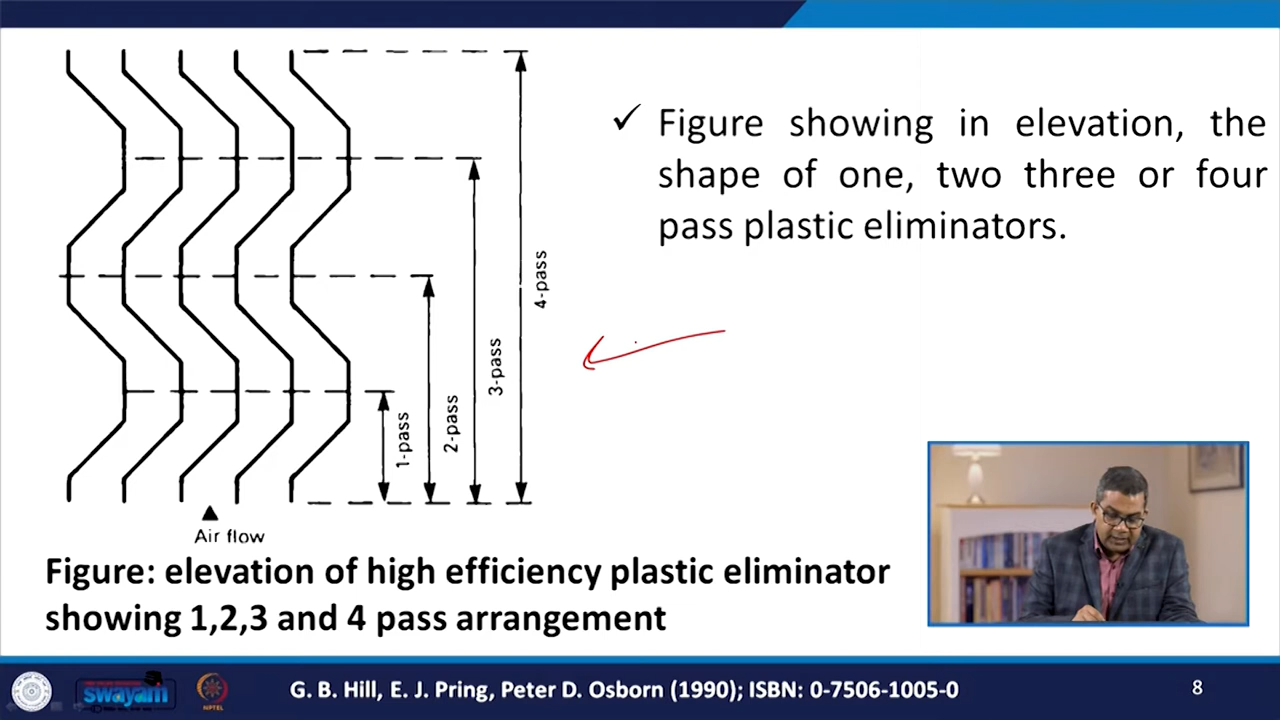 ✓ Figure showing in elevation, the
shape of one, two three or four
pass plastic eliminators.
4-pass
3-pass
2-pass
1-pass
Air flow
Figure: elevation of high efficiency plastic eliminator
showing 1,2,3 and 4 pass arrangement
swayam
NPTEL
G. B. Hill, E. J. Pring, Peter D. Osborn (1990); ISBN: 0-7506-1005-0
8